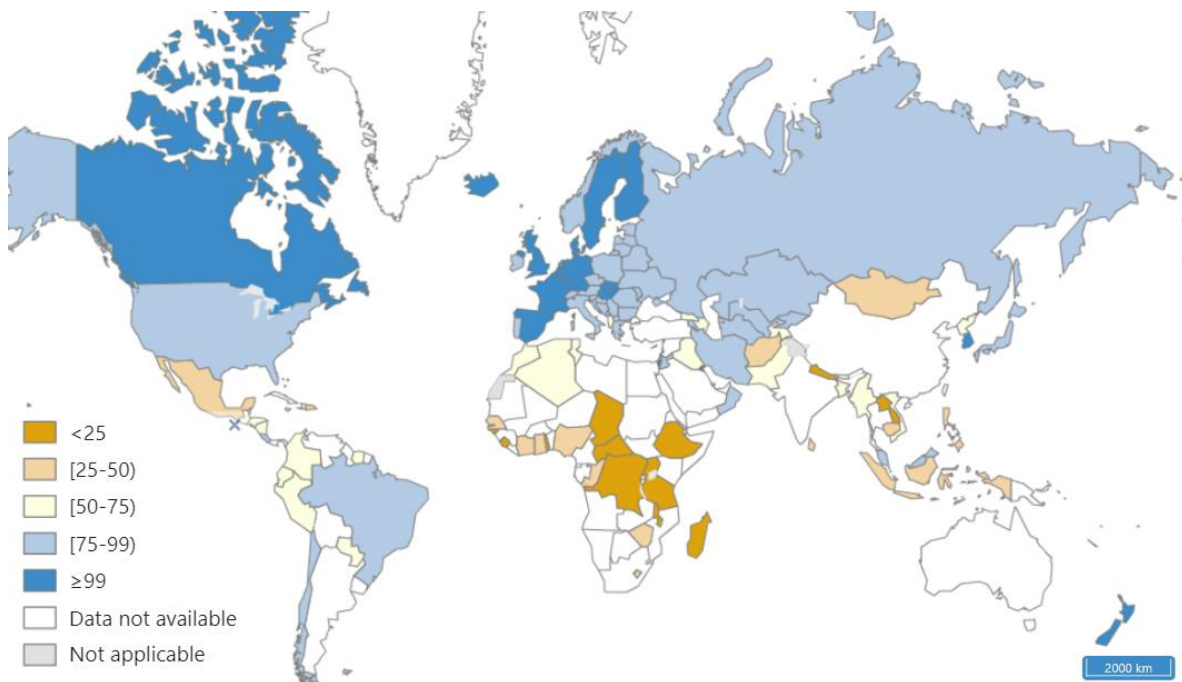 <25
[25-50)
[50-75)
[75-99)
≥99
Data not available
Not applicable
2000 km